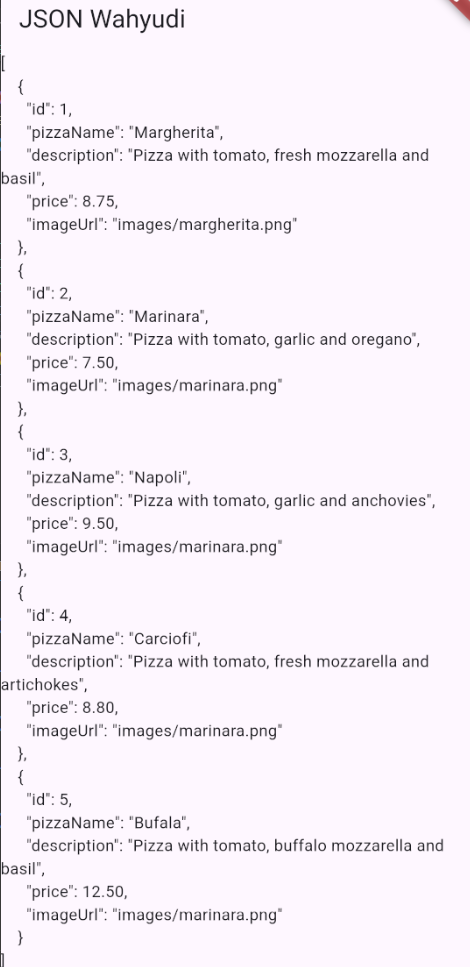 JSON Wahyudi
[
{
"id": 1,
"pizzaName": "Margherita",
"description": "Pizza with tomato, fresh mozzarella and
basil",
"price": 8.75,
"imageUrl": "images/margherita.png"
},
{
"id": 2,
"pizzaName": "Marinara",
"description": "Pizza with tomato, garlic and oregano",
"price": 7.50,
"imageUrl": "images/marinara.png"
},
{
"id": 3,
"pizzaName": "Napoli",
"description": "Pizza with tomato, garlic and anchovies",
"price": 9.50,
"imageUrl": "images/marinara.png"
},
{
"id": 4,
"pizzaName": "Carciofi",
"description": "Pizza with tomato, fresh mozzarella and
artichokes",
"price": 8.80,
"imageUrl": "images/marinara.png"
},
{
"id": 5,
"pizzaName": "Bufala",
"description": "Pizza with tomato, buffalo mozzarella and
basil",
"price": 12.50,
"imageUrl": "images/marinara.png"
}
]